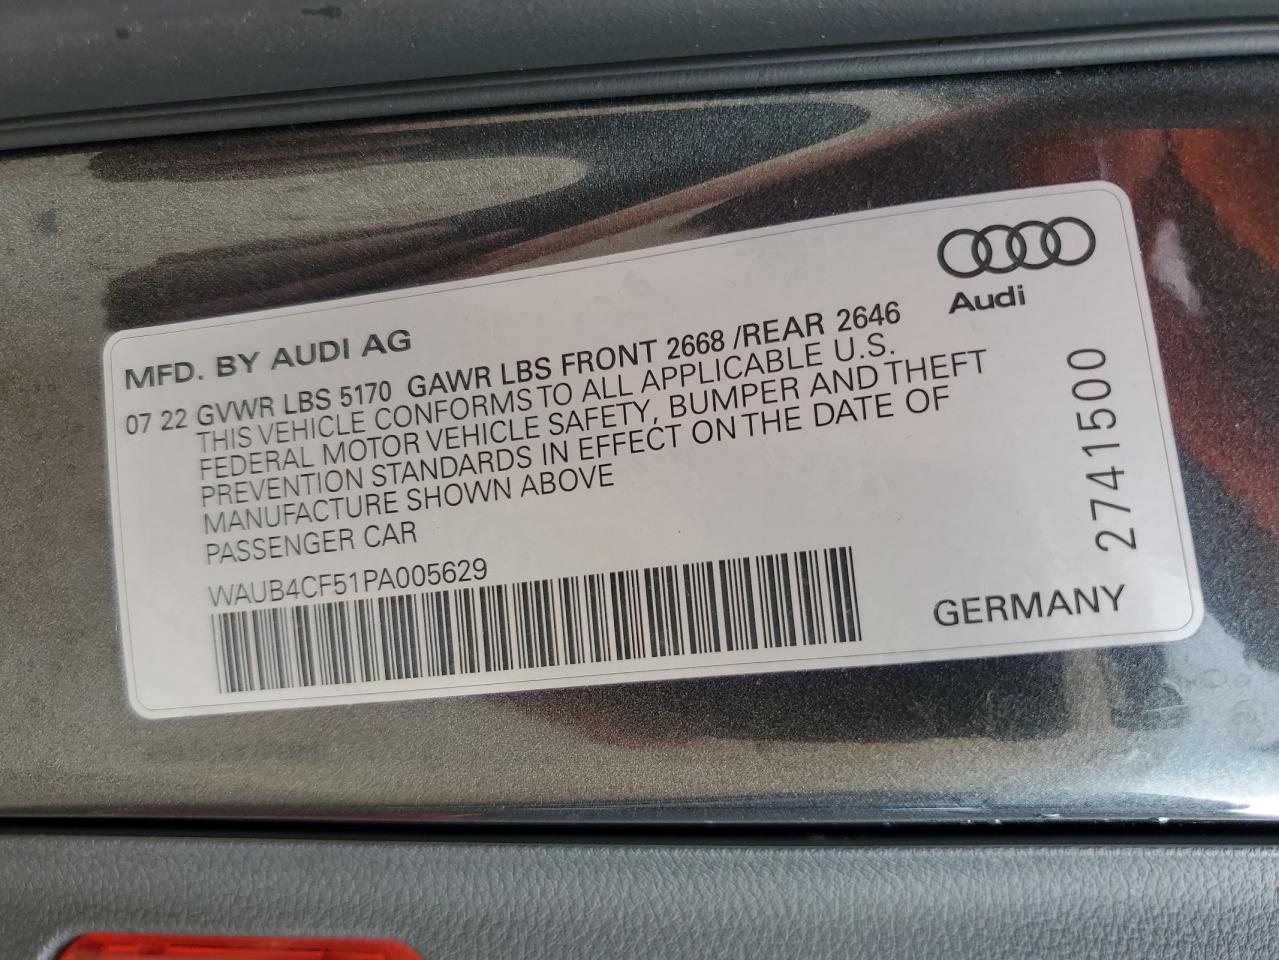 Audi
MFD. BY AUDI AG
07 22 GVWR LBS 5170 GAWR LBS FRONT 2668 /REAR 2646
THIS VEHICLE CONFORMS TO ALL APPLICABLE U.S.
FEDERAL MOTOR VEHICLE SAFETY, BUMPER AND THEFT
PREVENTION STANDARDS IN EFFECT ON THE DATE OF
MANUFACTURE SHOWN ABOVE
PASSENGER CAR
WAUB4CF51PA005629
GERMANY
2741500